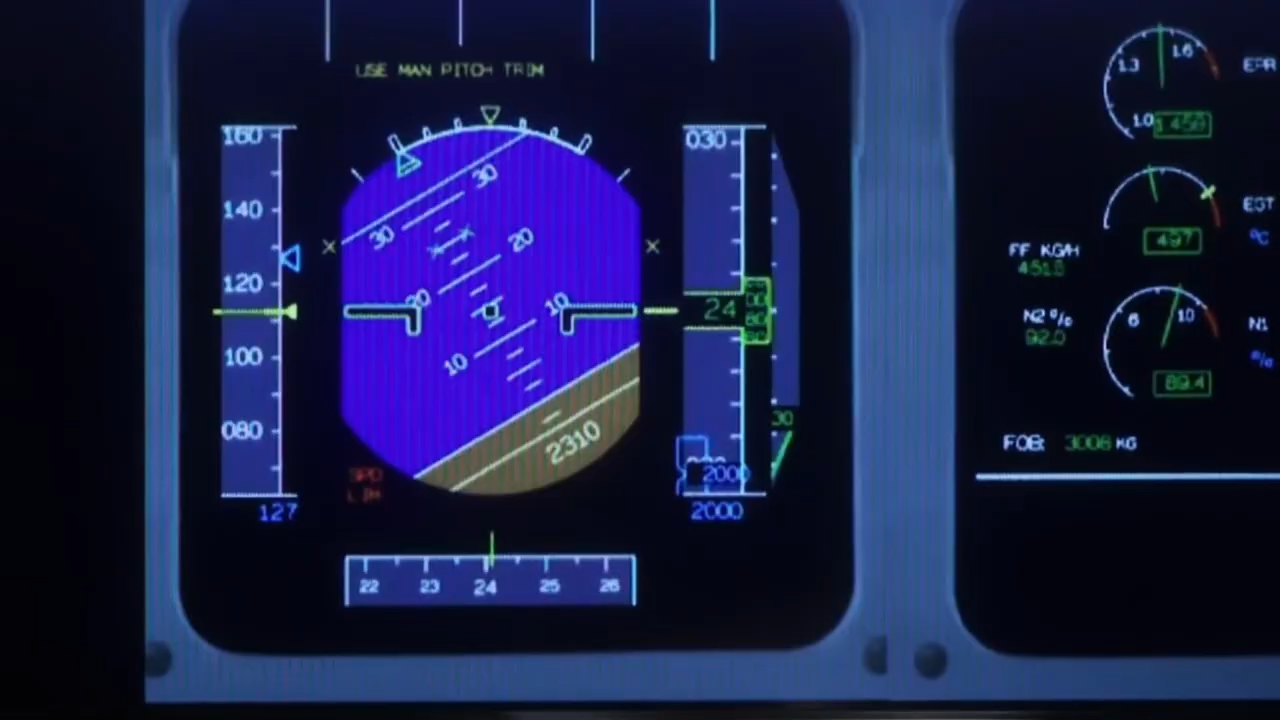 USE MAN PITCH TRIM
160
140
120
100
080
127
30
30
20
20
10
10
2310
SPD
LIM
030
24
80
2000
30
2000
22 23 24 25 26
1.3 1.6
1.0
EPR
EGT
497
°C
FF KG/H
N2 %
92.0
6 10
N1
%
89.4
FOB: 3008 KG